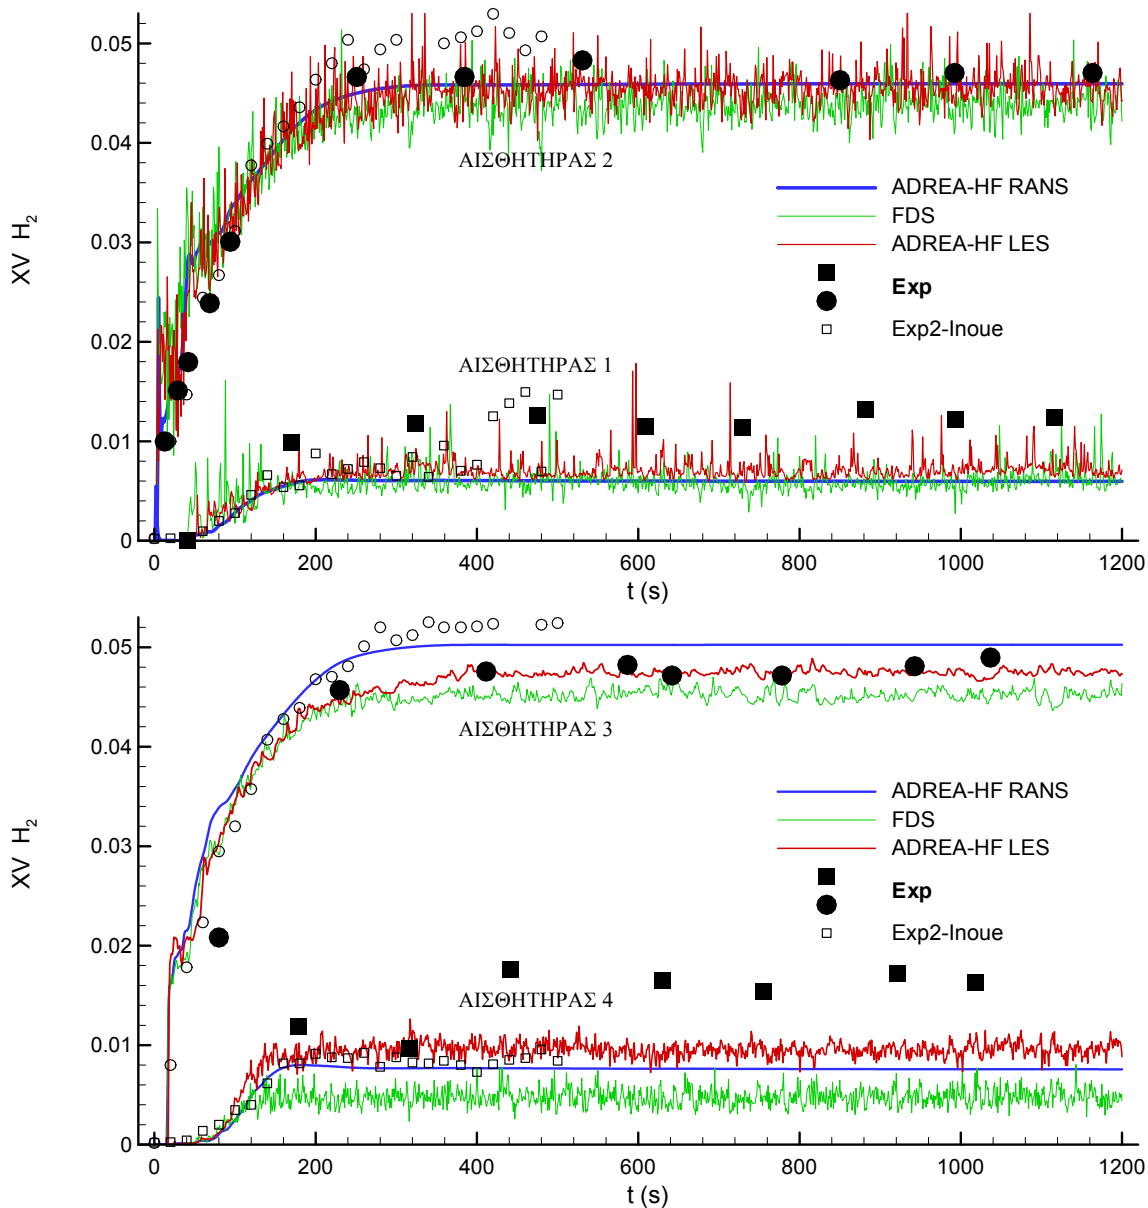 0.05
0.04
0.03
0.02
0.01
0
XV H2
ΑΙΣΘΗΤΗΡΑΣ 2
ADREA-HF RANS
FDS
ADREA-HF LES
Exp
Exp2-Inoue
ΑΙΣΘΗΤΗΡΑΣ 1
0 200 400 600 800 1000 1200
t (s)
0.05
0.04
0.03
0.02
0.01
0
XV H2
ΑΙΣΘΗΤΗΡΑΣ 3
ADREA-HF RANS
FDS
ADREA-HF LES
Exp
Exp2-Inoue
ΑΙΣΘΗΤΗΡΑΣ 4
0 200 400 600 800 1000 1200
t (s)